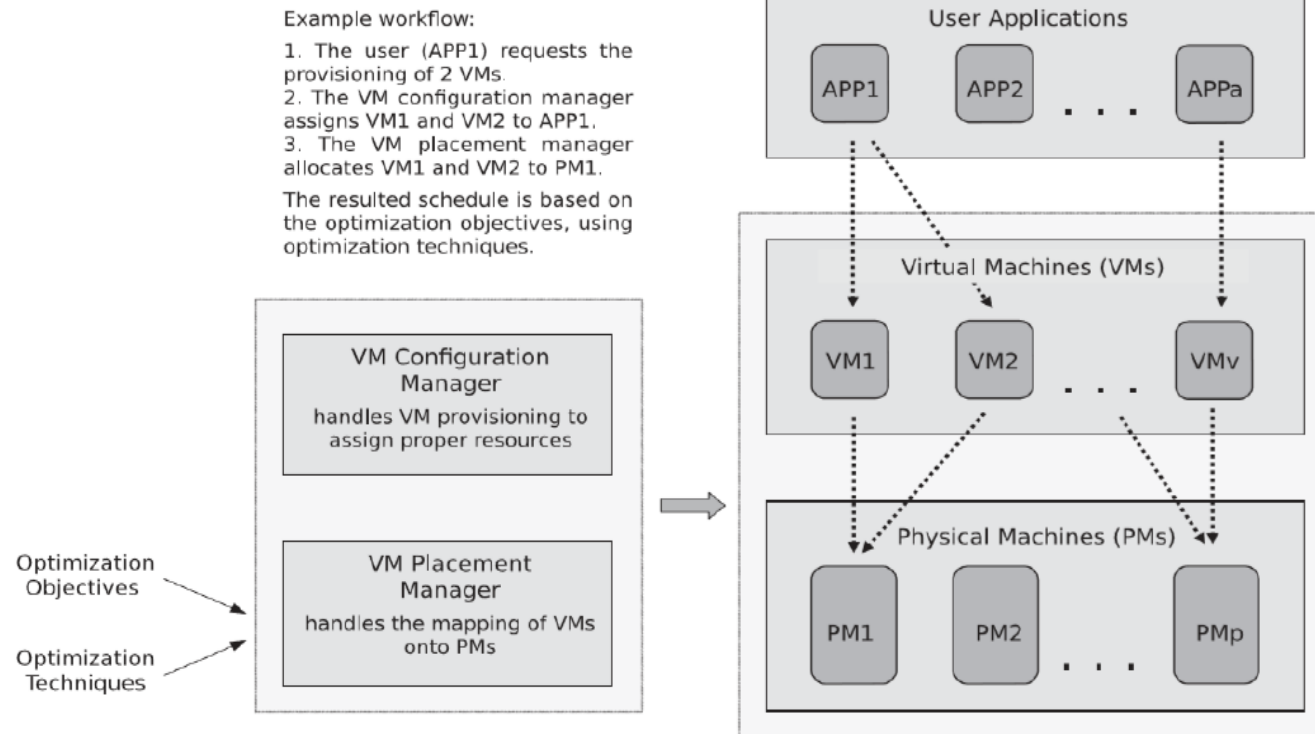 Example workflow:
1. The user (APP1) requests the
provisioning of 2 VMs.
2. The VM configuration manager
assigns VM1 and VM2 to APP1.
3. The VM placement manager
allocates VM1 and VM2 to PM1.
The resulted schedule is based on
the optimization objectives, using
optimization techniques.
User Applications
APP1
APP2
. . .
APPa
Virtual Machines (VMs)
VM1
VM2
. . .
VMv
Physical Machines (PMs)
PM1
PM2
. . .
PMp
VM Configuration
Manager
handles VM provisioning to
assign proper resources
VM Placement
Manager
handles the mapping of VMs
onto PMs
Optimization
Objectives
Optimization
Techniques